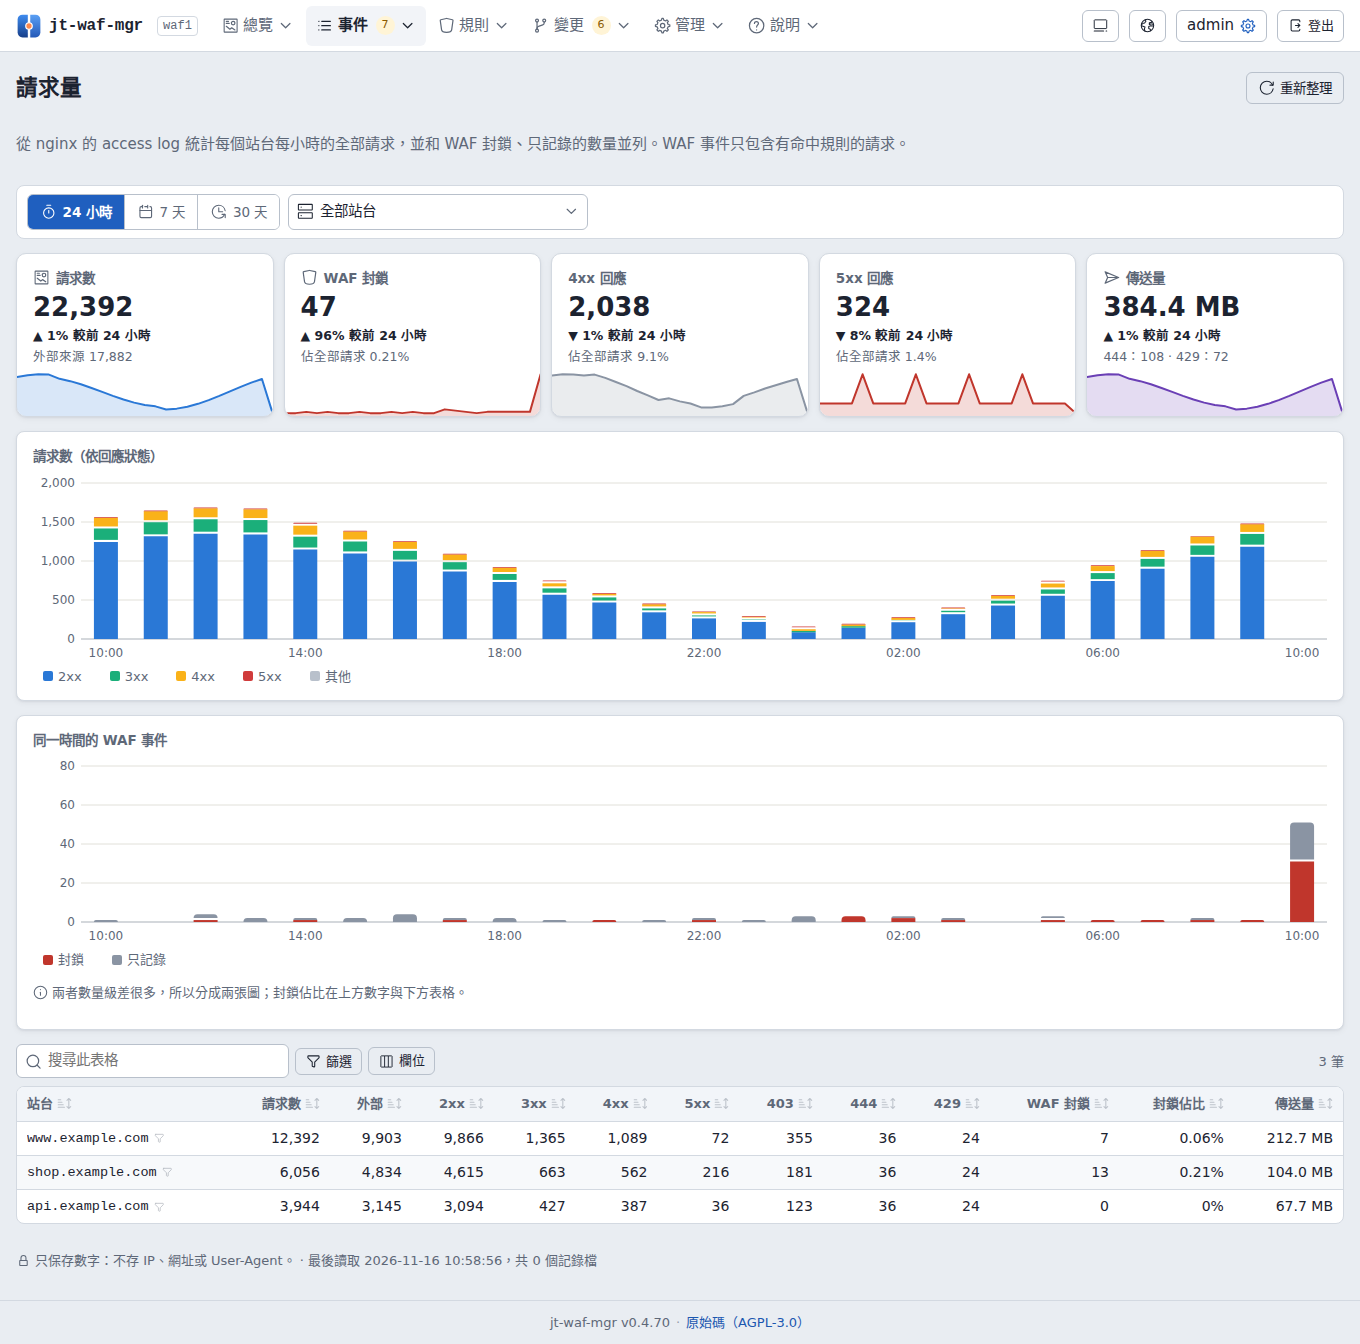 jt-waf-mgr waf1 總覽 事件 7 規則 變更 6 管理 說明 admin 登出
請求量
重新整理
從 nginx 的 access log 統計每個站台每小時的全部請求，並和 WAF 封鎖、只記錄的數量並列。WAF 事件只包含有命中規則的請求。
24 小時 7 天 30 天 全部站台
請求數
22,392
▲ 1% 較前 24 小時
外部來源 17,882
WAF 封鎖
47
▲ 96% 較前 24 小時
佔全部請求 0.21%
4xx 回應
2,038
▼ 1% 較前 24 小時
佔全部請求 9.1%
5xx 回應
324
▼ 8% 較前 24 小時
佔全部請求 1.4%
傳送量
384.4 MB
▲ 1% 較前 24 小時
444：108 · 429：72
請求數（依回應狀態）
2,000
1,500
1,000
500
0
10:00 14:00 18:00 22:00 02:00 06:00 10:00
2xx 3xx 4xx 5xx 其他
同一時間的 WAF 事件
80
60
40
20
0
10:00 14:00 18:00 22:00 02:00 06:00 10:00
封鎖 只記錄
兩者數量級差很多，所以分成兩張圖；封鎖佔比在上方數字與下方表格。
搜尋此表格 篩選 欄位 3 筆
站台 請求數 外部 2xx 3xx 4xx 5xx 403 444 429 WAF 封鎖 封鎖佔比 傳送量
www.example.com 12,392 9,903 9,866 1,365 1,089 72 355 36 24 7 0.06% 212.7 MB
shop.example.com 6,056 4,834 4,615 663 562 216 181 36 24 13 0.21% 104.0 MB
api.example.com 3,944 3,145 3,094 427 387 36 123 36 24 0 0% 67.7 MB
只保存數字：不存 IP、網址或 User-Agent。 · 最後讀取 2026-11-16 10:58:56，共 0 個記錄檔
jt-waf-mgr v0.4.70 · 原始碼（AGPL-3.0）